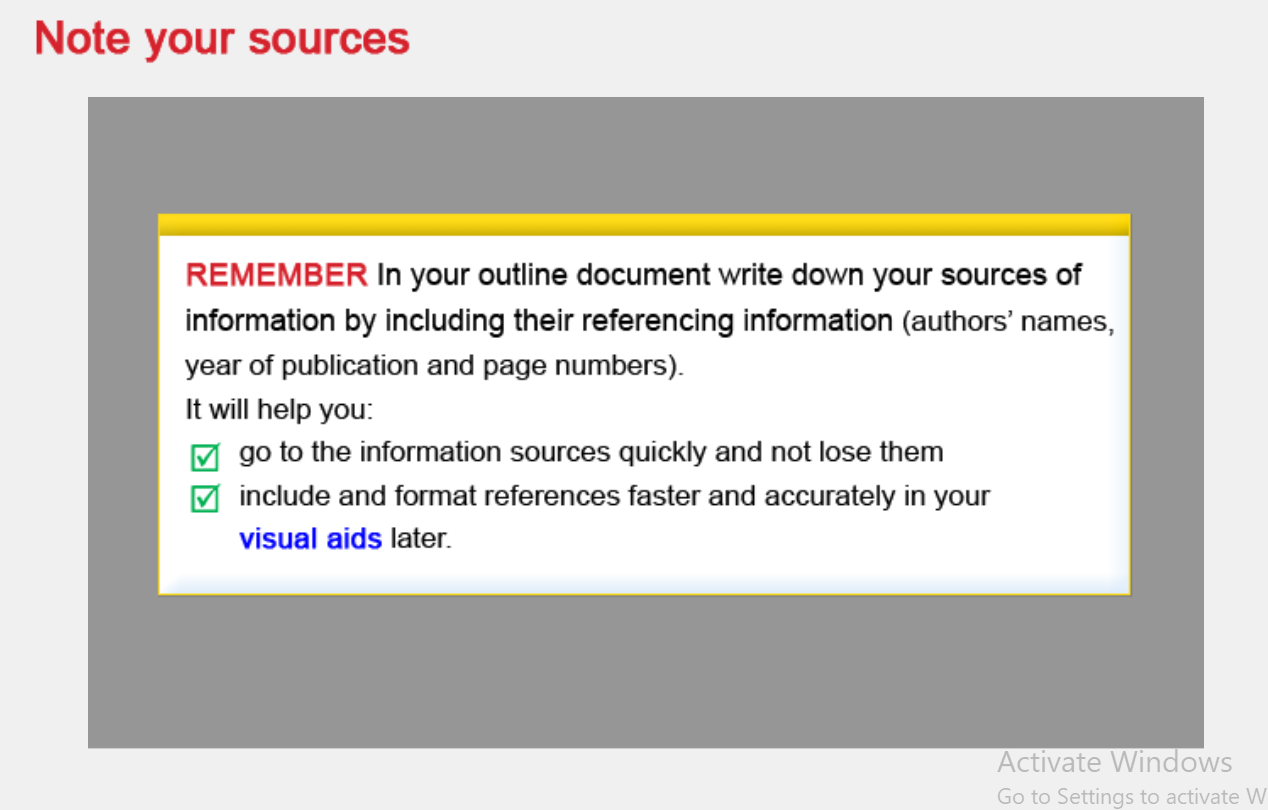 Note your sources
REMEMBER In your outline document write down your sources of
information by including their referencing information (authors’ names,
year of publication and page numbers).
It will help you:
go to the information sources quickly and not lose them
include and format references faster and accurately in your
visual aids later.
Activate Windows
Go to Settings to activate W